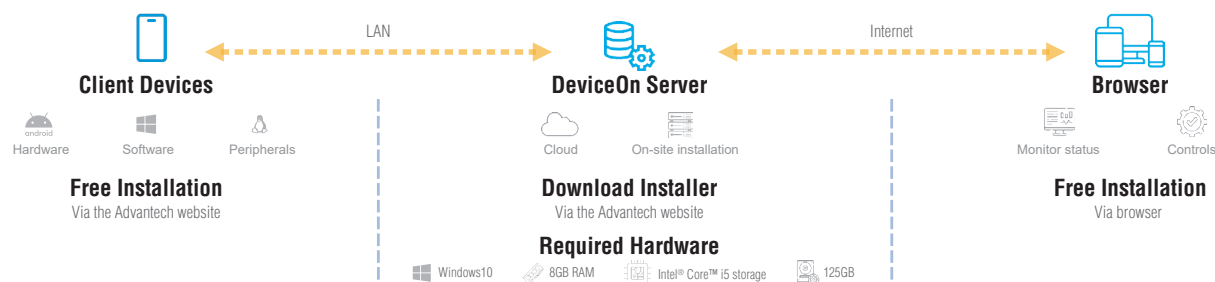 LAN
Internet
Client Devices
DeviceOn Server
Browser
android
Hardware
Software
Peripherals
Cloud
On-site installation
Monitor status
Controls
Free Installation
Via the Advantech website
Download Installer
Via the Advantech website
Free Installation
Via browser
Required Hardware
Windows10
8GB RAM
Intel® Core™ i5 storage
125GB